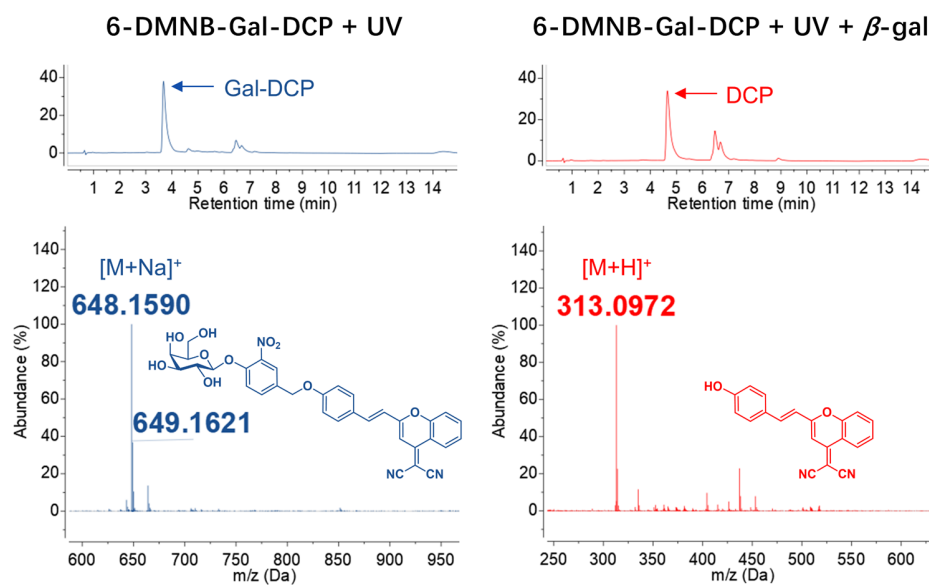 6-DMNB-Gal-DCP + UV
6-DMNB-Gal-DCP + UV + β-gal
40
20
0
Gal-DCP
1 2 3 4 5 6 7 8 9 10 11 12 13 14
Retention time (min)
40
20
0
DCP
1 2 3 4 5 6 7 8 9 10 11 12 13 14
Retention time (min)
Abundance (%)
140
120
100
80
60
40
20
0
[M+Na]+
648.1590
649.1621
HO
OH
O
HO
OH
O
NO2
O
O
NC
CN
600 650 700 750 800 850 900 950
m/z (Da)
Abundance (%)
140
120
100
80
60
40
20
0
[M+H]+
313.0972
HO
O
NC
CN
250 300 350 400 450 500 550 600
m/z (Da)